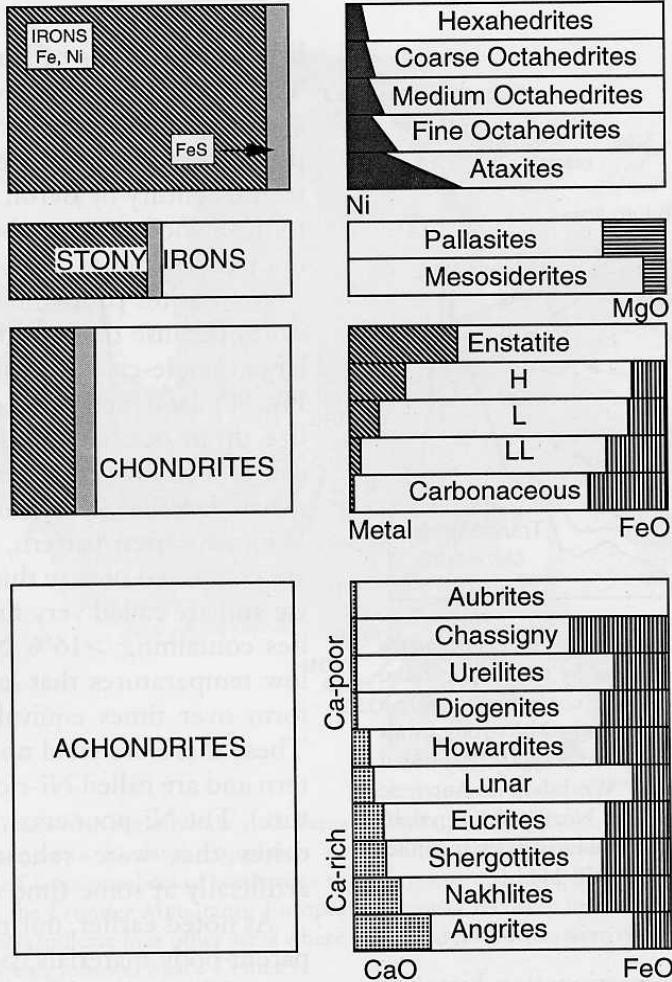 IRONS
Fe, Ni
FeS
Hexahedrites
Coarse Octahedrites
Medium Octahedrites
Fine Octahedrites
Ataxites
Ni
STONY IRONS
Pallasites
Mesosiderites
MgO
CHONDRITES
Enstatite
H
L
LL
Carbonaceous
Metal
FeO
ACHONDRITES
Ca-poor
Ca-rich
Aubrites
Chassigny
Ureilites
Diogenites
Howardites
Lunar
Eucrites
Shergottites
Nakhlites
Angrites
CaO
FeO